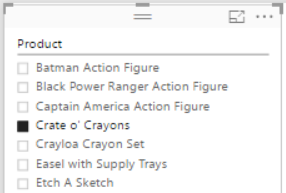 Product
Batman Action Figure
Black Power Ranger Action Figure
Captain America Action Figure
Crate o' Crayons
Crayloa Crayon Set
Easel with Supply Trays
Etch A Sketch